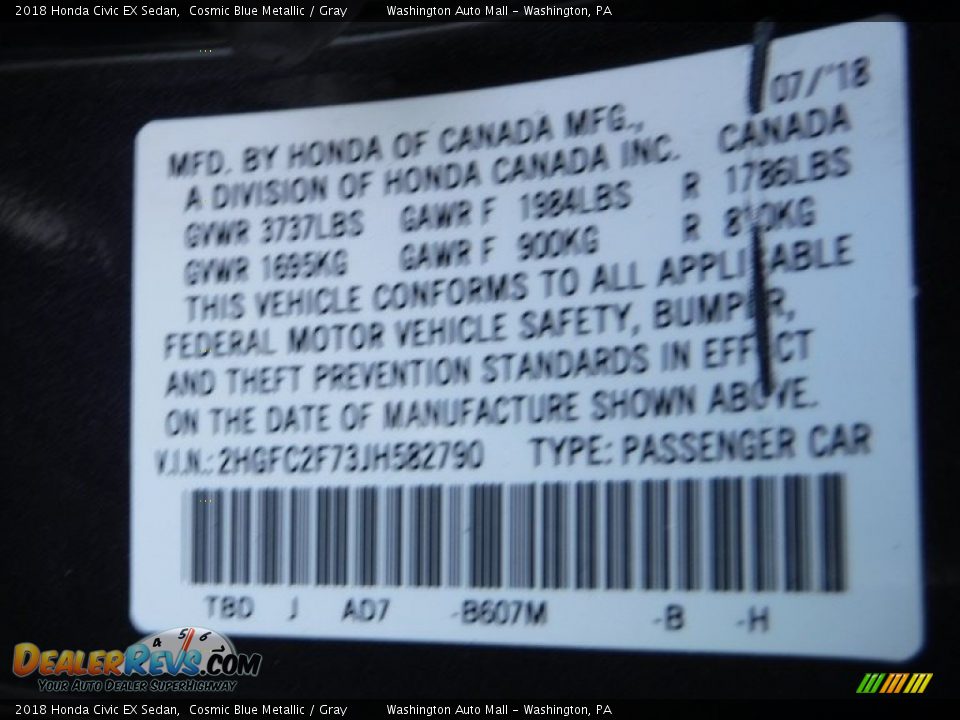 2018 Honda Civic EX Sedan,  Cosmic Blue Metallic / Gray        Washington Auto Mall - Washington, PA
07/'18
MFD. BY HONDA OF CANADA MFG., CANADA
A DIVISION OF HONDA CANADA INC.
GVWR 3737LBS GAWR F 1984LBS R 1786LBS
GVWR 1695KG GAWR F 900KG R 810KG
THIS VEHICLE CONFORMS TO ALL APPLICABLE
FEDERAL MOTOR VEHICLE SAFETY, BUMPER,
AND THEFT PREVENTION STANDARDS IN EFFECT
ON THE DATE OF MANUFACTURE SHOWN ABOVE.
V.I.N.: 2HGFC2F73JH582790 TYPE: PASSENGER CAR
TBD J AD7 -B607M -B -H
4 5 6 7
DEALERREVS.COM
YOUR AUTO DEALER SUPERHIGHWAY
2018 Honda Civic EX Sedan,  Cosmic Blue Metallic / Gray        Washington Auto Mall - Washington, PA